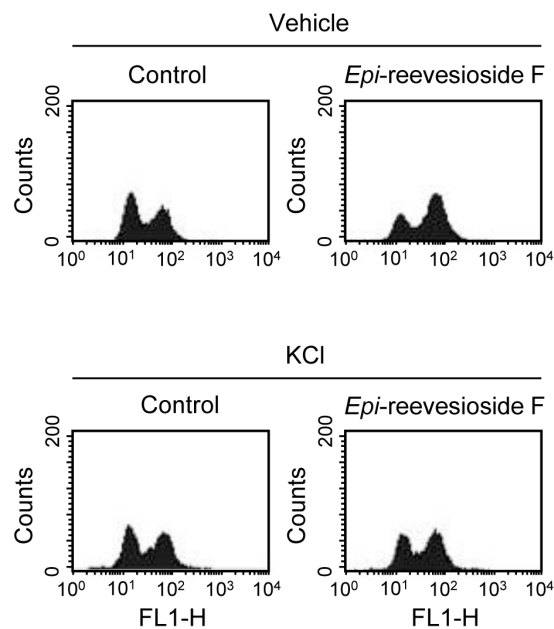 Vehicle
Control
Epi-reevesioside F
200
Counts
0
10⁰ 10¹ 10² 10³ 10⁴
200
Counts
0
10⁰ 10¹ 10² 10³ 10⁴
KCl
Control
Epi-reevesioside F
200
Counts
0
10⁰ 10¹ 10² 10³ 10⁴
FL1-H
200
Counts
0
10⁰ 10¹ 10² 10³ 10⁴
FL1-H